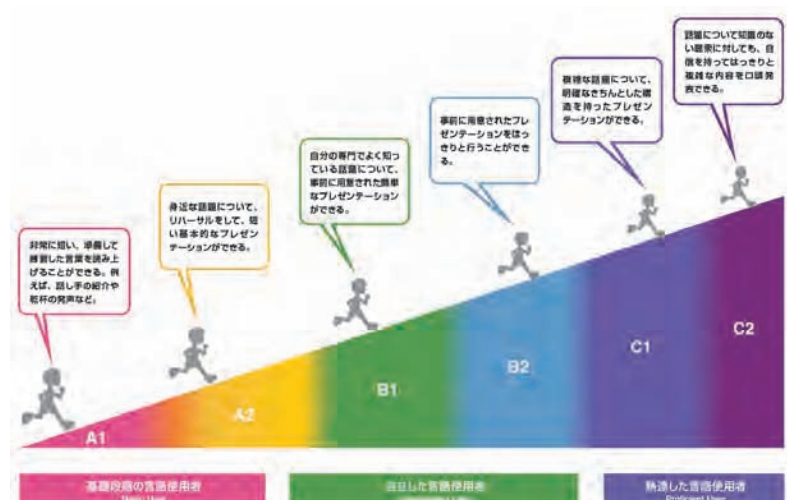 非常に短い、準備して
練習した言葉を読み上
げることができる。例
えば、話し手の紹介や
乾杯の発声など。
身近な話題について、
リハーサルをして、短
い基本的なプレゼン
テーションができる。
自分の専門でよく知っ
ている話題について、
事前に用意された簡単
なプレゼンテーション
ができる。
事前に用意されたプレ
ゼンテーションをはっ
きりと行うことができ
る。
複雑な話題について、
明確なきちんとした構
造を持ったプレゼン
テーションができる。
話題について知識のな
い聴衆に対しても、自
信を持ってはっきりと
複雑な内容を口頭発
表できる。
A1
A2
B1
B2
C1
C2
基礎段階の言語使用者
自立した言語使用者
熟達した言語使用者
Proficient User